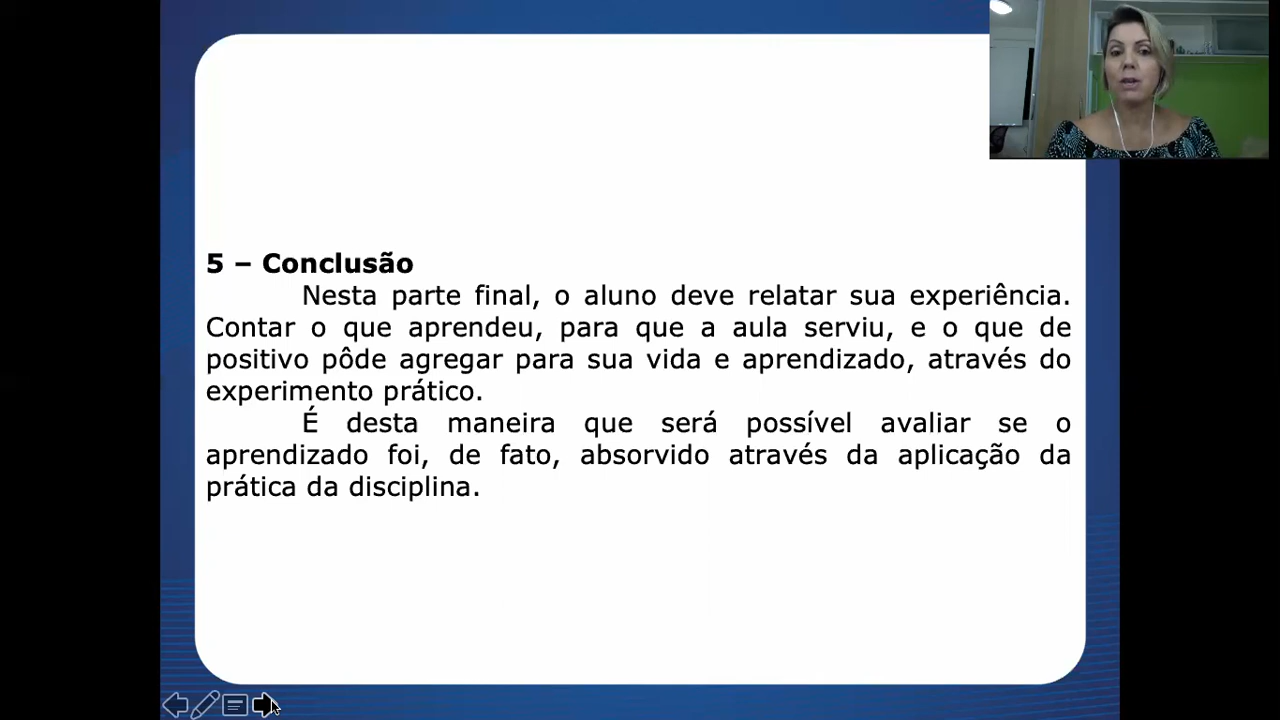 5 – Conclusão
Nesta parte final, o aluno deve relatar sua experiência.
Contar o que aprendeu, para que a aula serviu, e o que de
positivo pôde agregar para sua vida e aprendizado, através do
experimento prático.
É desta maneira que será possível avaliar se o
aprendizado foi, de fato, absorvido através da aplicação da
prática da disciplina.